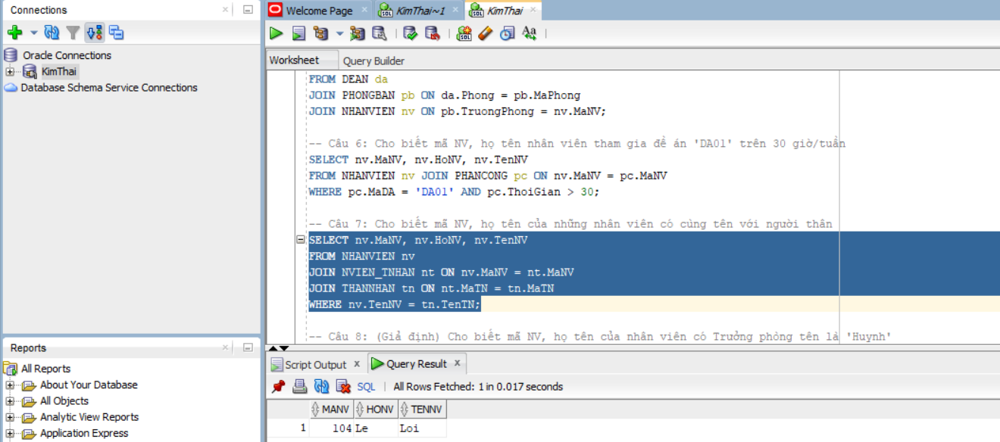 Connections
Oracle Connections
KimThai
Database Schema Service Connections
Reports
All Reports
About Your Database
All Objects
Analytic View Reports
Application Express
Welcome Page
KimThai~1
KimThai
SQL
Aa
Worksheet
Query Builder
FROM DEAN da
JOIN PHONGBAN pb ON da.Phong = pb.MaPhong
JOIN NHANVIEN nv ON pb.TruongPhong = nv.MaNV;
-- Câu 6: Cho biết mã NV, họ tên nhân viên tham gia đề án 'DA01' trên 30 giờ/tuần
SELECT nv.MaNV, nv.HoNV, nv.TenNV
FROM NHANVIEN nv JOIN PHANCONG pc ON nv.MaNV = pc.MaNV
WHERE pc.MaDA = 'DA01' AND pc.ThoiGian > 30;
-- Câu 7: Cho biết mã NV, họ tên của những nhân viên có cùng tên với người thân
SELECT nv.MaNV, nv.HoNV, nv.TenNV
FROM NHANVIEN nv
JOIN NVIEN_TNHAN nt ON nv.MaNV = nt.MaNV
JOIN THANNHAN tn ON nt.MaTN = tn.MaTN
WHERE nv.TenNV = tn.TenTN;
-- Câu 8: (Giả định) Cho biết mã NV, họ tên của nhân viên có Trưởng phòng tên là 'Huynh'
Script Output x
Query Result x
SQL | All Rows Fetched: 1 in 0.017 seconds
MANV HONV TENNV
1 104 Le Loi